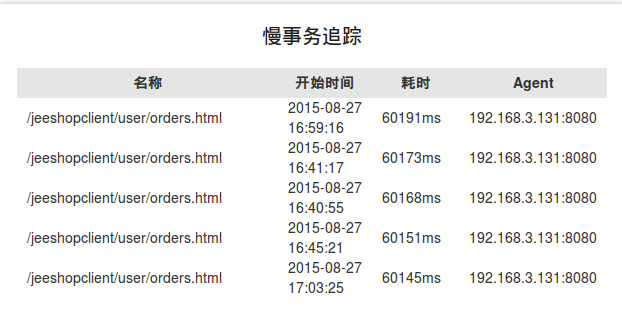 慢事务追踪
名称 开始时间 耗时 Agent
/jeeshopclient/user/orders.html 2015-08-27 16:59:16 60191ms 192.168.3.131:8080
/jeeshopclient/user/orders.html 2015-08-27 16:41:17 60173ms 192.168.3.131:8080
/jeeshopclient/user/orders.html 2015-08-27 16:40:55 60168ms 192.168.3.131:8080
/jeeshopclient/user/orders.html 2015-08-27 16:45:21 60151ms 192.168.3.131:8080
/jeeshopclient/user/orders.html 2015-08-27 17:03:25 60145ms 192.168.3.131:8080